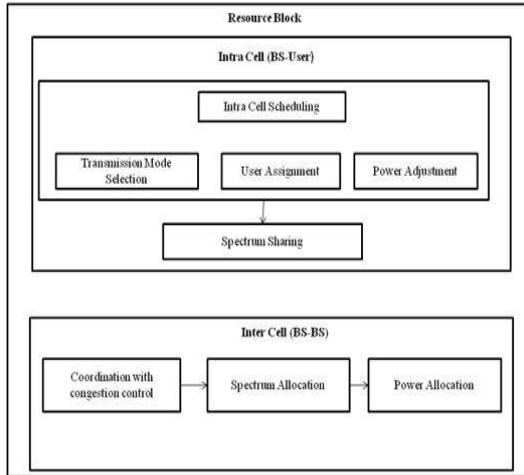 Resource Block
Intra Cell (BS-User)
Intra Cell Scheduling
Transmission Mode
Selection
User Assignment
Power Adjustment
Spectrum Sharing
Inter Cell (BS-BS)
Coordination with
congestion control
Spectrum Allocation
Power Allocation